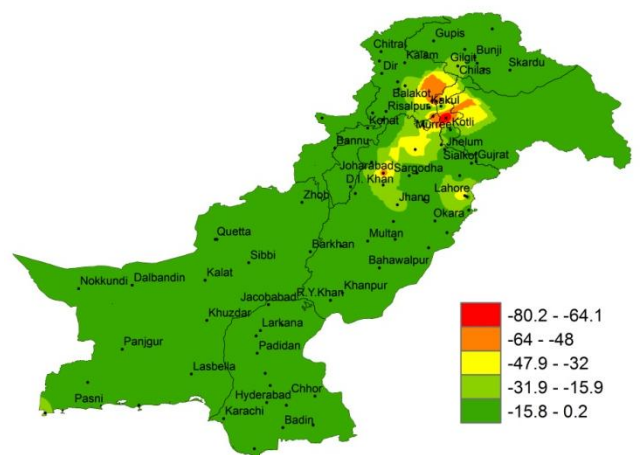 Gupis
Chitral
Kalam
Gilgit
Bunji
Dir
Chilas
Skardu
Balakot
Kakul
Risalpur
Kohat
Murree
Kotli
Bannu
Jhelum
Sialkot
Gujrat
Joharabad
Sargodha
D.I. Khan
Lahore
Zhob
Jhang
Okara
Quetta
Multan
Sibbi
Barkhan
Bahawalpur
Nokkundi
Dalbandin
Kalat
Jacobabad
R.Y.Khan
Khanpur
Khuzdar
Larkana
Panjgur
Padidan
Lasbella
Pasni
Hyderabad
Chhor
Karachi
Badin
-80.2 - -64.1
-64 - -48
-47.9 - -32
-31.9 - -15.9
-15.8 - 0.2